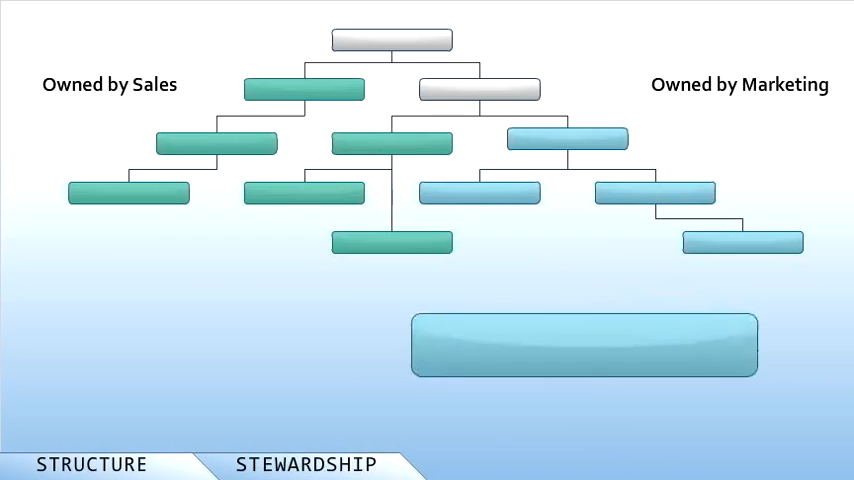 Owned by Sales
Owned by Marketing
STRUCTURE
STEWARDSHIP